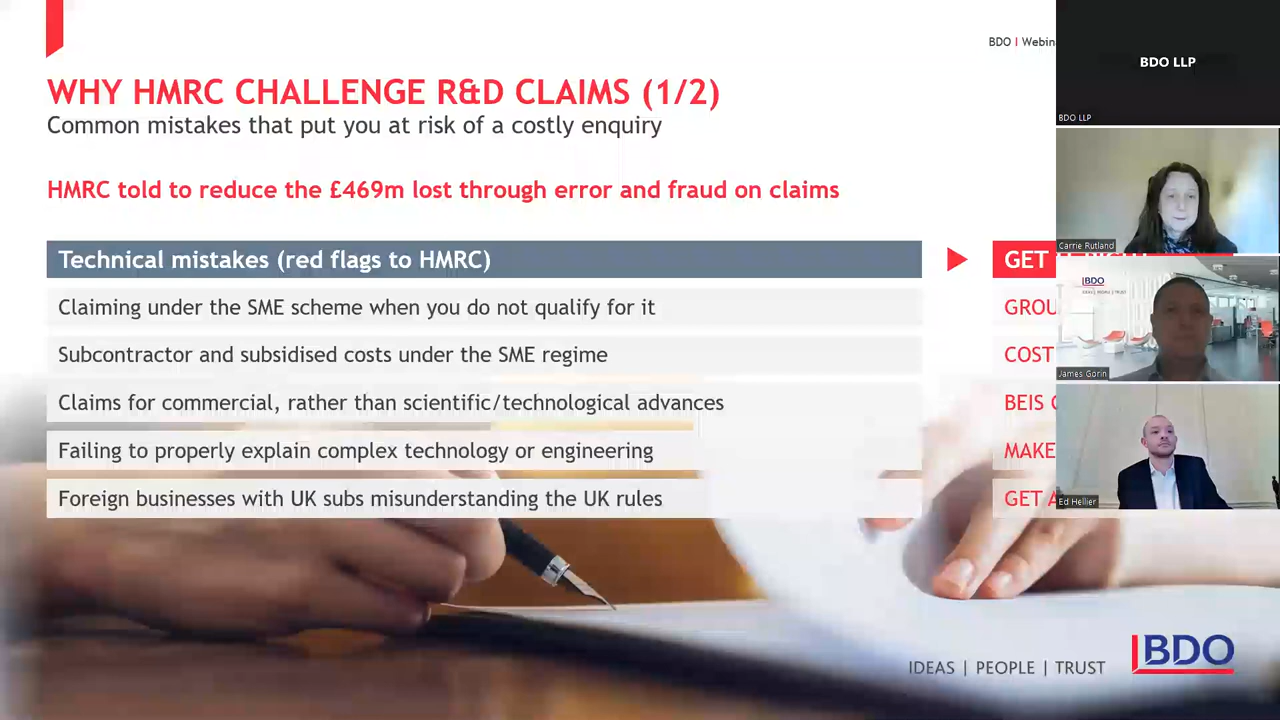 BDO | Webin
WHY HMRC CHALLENGE R&D CLAIMS (1/2)
Common mistakes that put you at risk of a costly enquiry
HMRC told to reduce the £469m lost through error and fraud on claims
Technical mistakes (red flags to HMRC)
GET
Claiming under the SME scheme when you do not qualify for it
GROU
Subcontractor and subsidised costs under the SME regime
COST
Claims for commercial, rather than scientific/technological advances
BEIS
Failing to properly explain complex technology or engineering
MAKE
Foreign businesses with UK subs misunderstanding the UK rules
GET A
IDEAS | PEOPLE | TRUST
BDO
BDO LLP
BDO LLP
Carrie Rutland
BDO
IDEAS | PEOPLE | TRUST
James Gorin
Ed Hellier